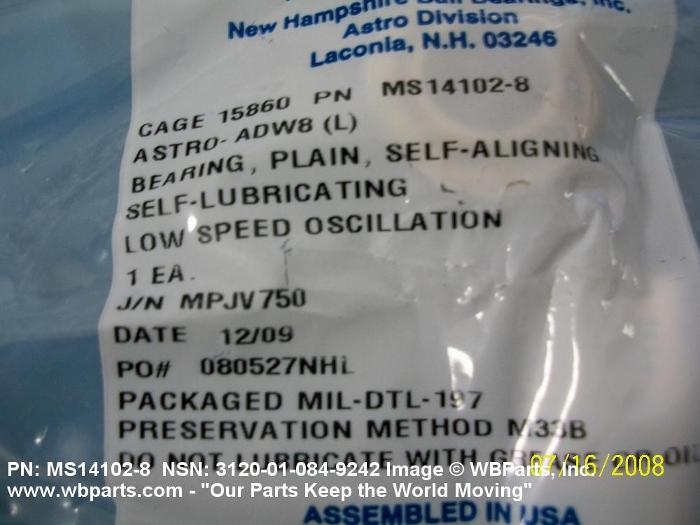 New Hampshire Ball Bearings, Inc.
Astro Division
Laconia, N.H. 03246
CAGE 15860 PN MS14102-8
ASTRO- ADW8 (L)
BEARING, PLAIN, SELF-ALIGNING
SELF-LUBRICATING
LOW SPEED OSCILLATION
1 EA.
J/N MPJV750
DATE 12/09
PO# 080527NHL
PACKAGED MIL-DTL-197
PRESERVATION METHOD M33B
DO NOT LUBRICATE WITH
07/16/2008
PN: MS14102-8 NSN: 3120-01-084-9242 Image © WBParts, Inc.
www.wbparts.com - "Our Parts Keep the World Moving"
ASSEMBLED IN USA